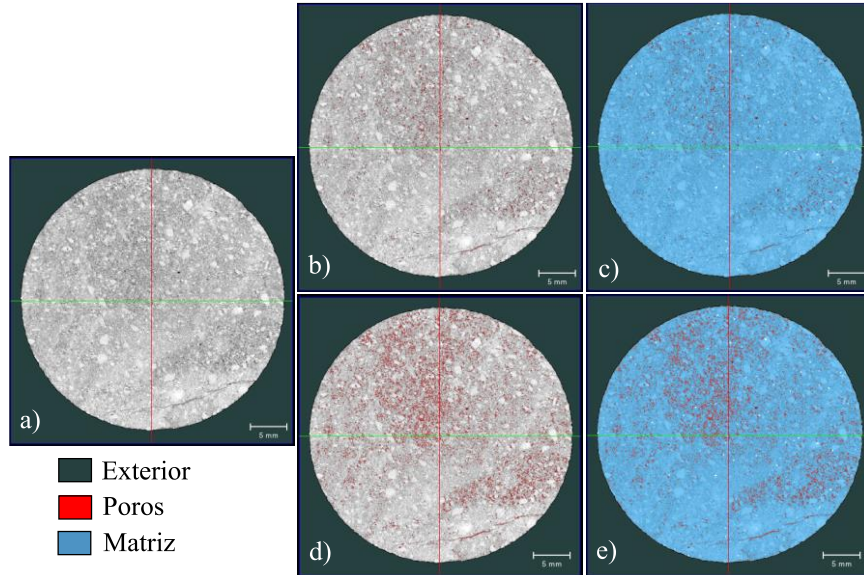 b)
5 mm
c)
5 mm
a)
5 mm
Exterior
Poros
Matriz
d)
5 mm
e)
5 mm